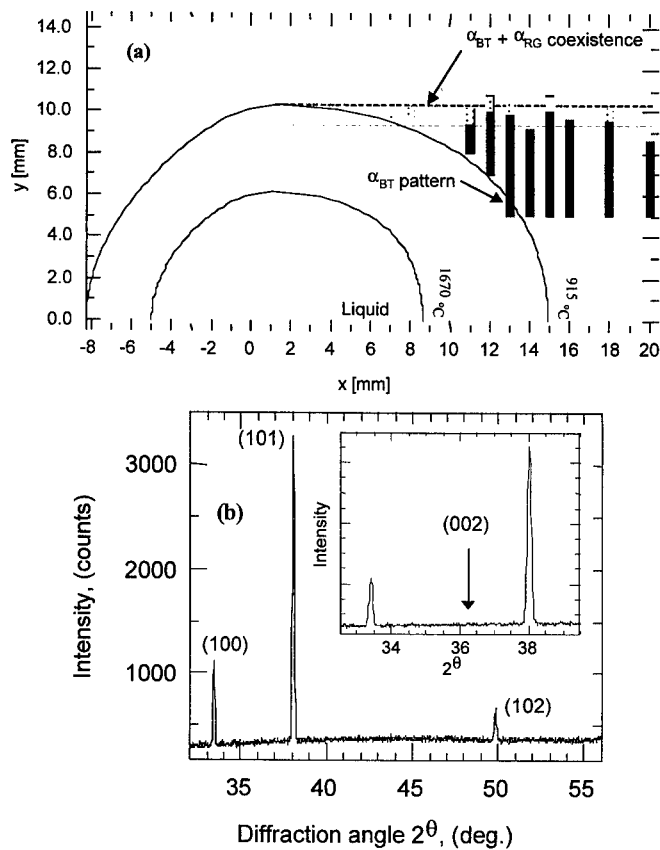 14.0
12.0
10.0
8.0
6.0
4.0
2.0
0.0
y [mm]
(a)
α_BT + α_RG coexistence
α_BT pattern
Liquid
1670 °C
915 °C
-8 -6 -4 -2 0 2 4 6 8 10 12 14 16 18 20
x [mm]
(101)
3000
2000
1000
Intensity, (counts)
(b)
(100)
(102)
Intensity
(002)
34 36 38
2θ
35 40 45 50 55
Diffraction angle 2θ, (deg.)